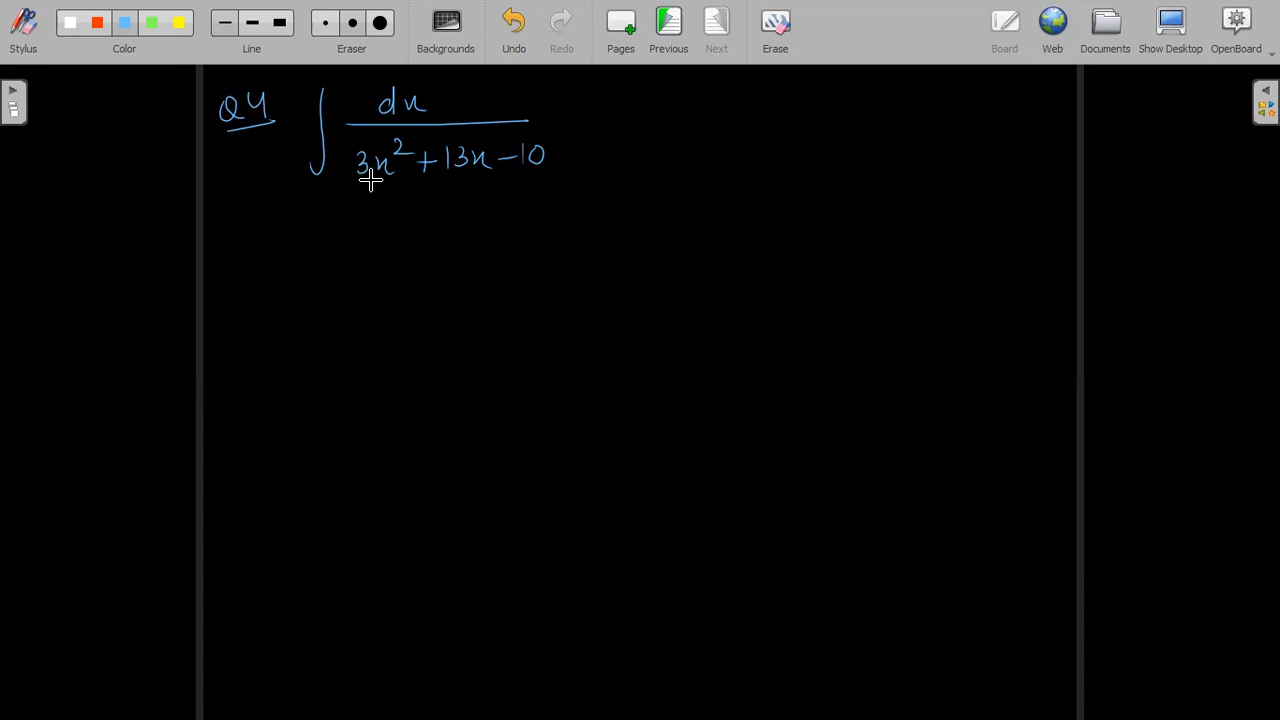 Stylus Color Line Eraser Backgrounds Undo Redo Pages Previous Next Erase Board Web Documents Show Desktop OpenBoard
Q4 ∫ dx
3x² + 13x - 10